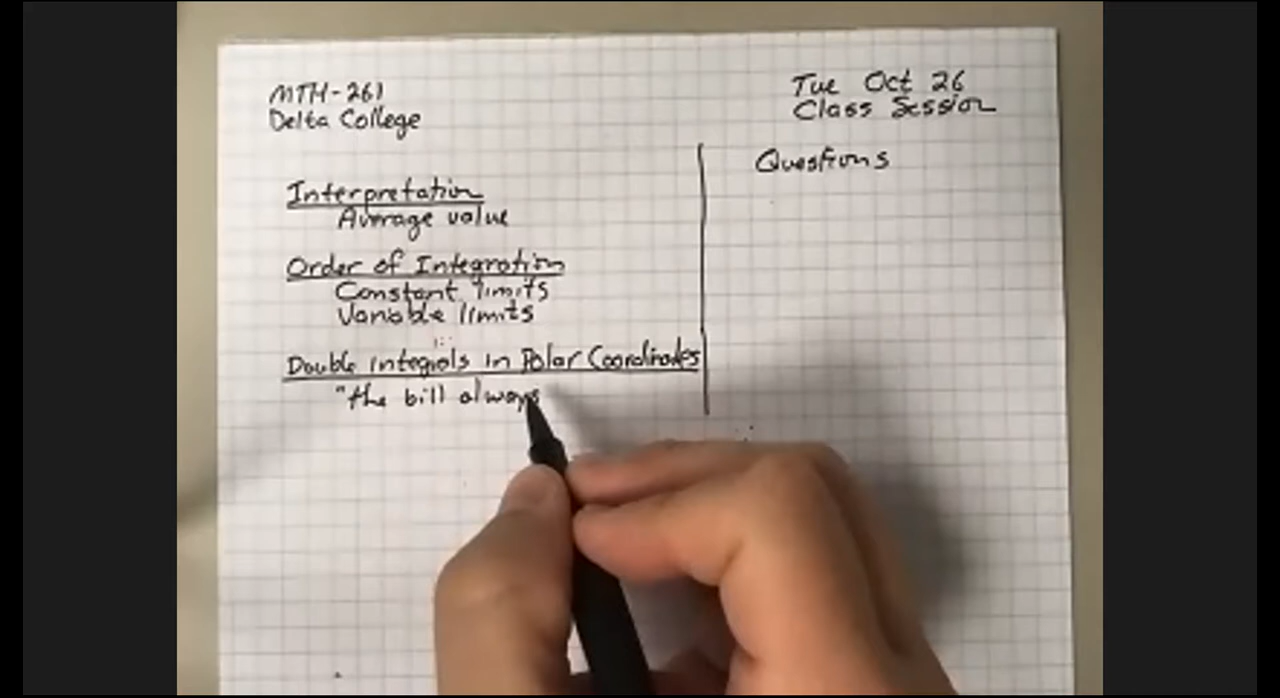 MTH-261
Delta College
Tue Oct 26
Class Session
Interpretation
Average value
Order of Integration
Constant limits
Variable limits
Double Integrals in Polar Coordinates
"the bill always
Questions